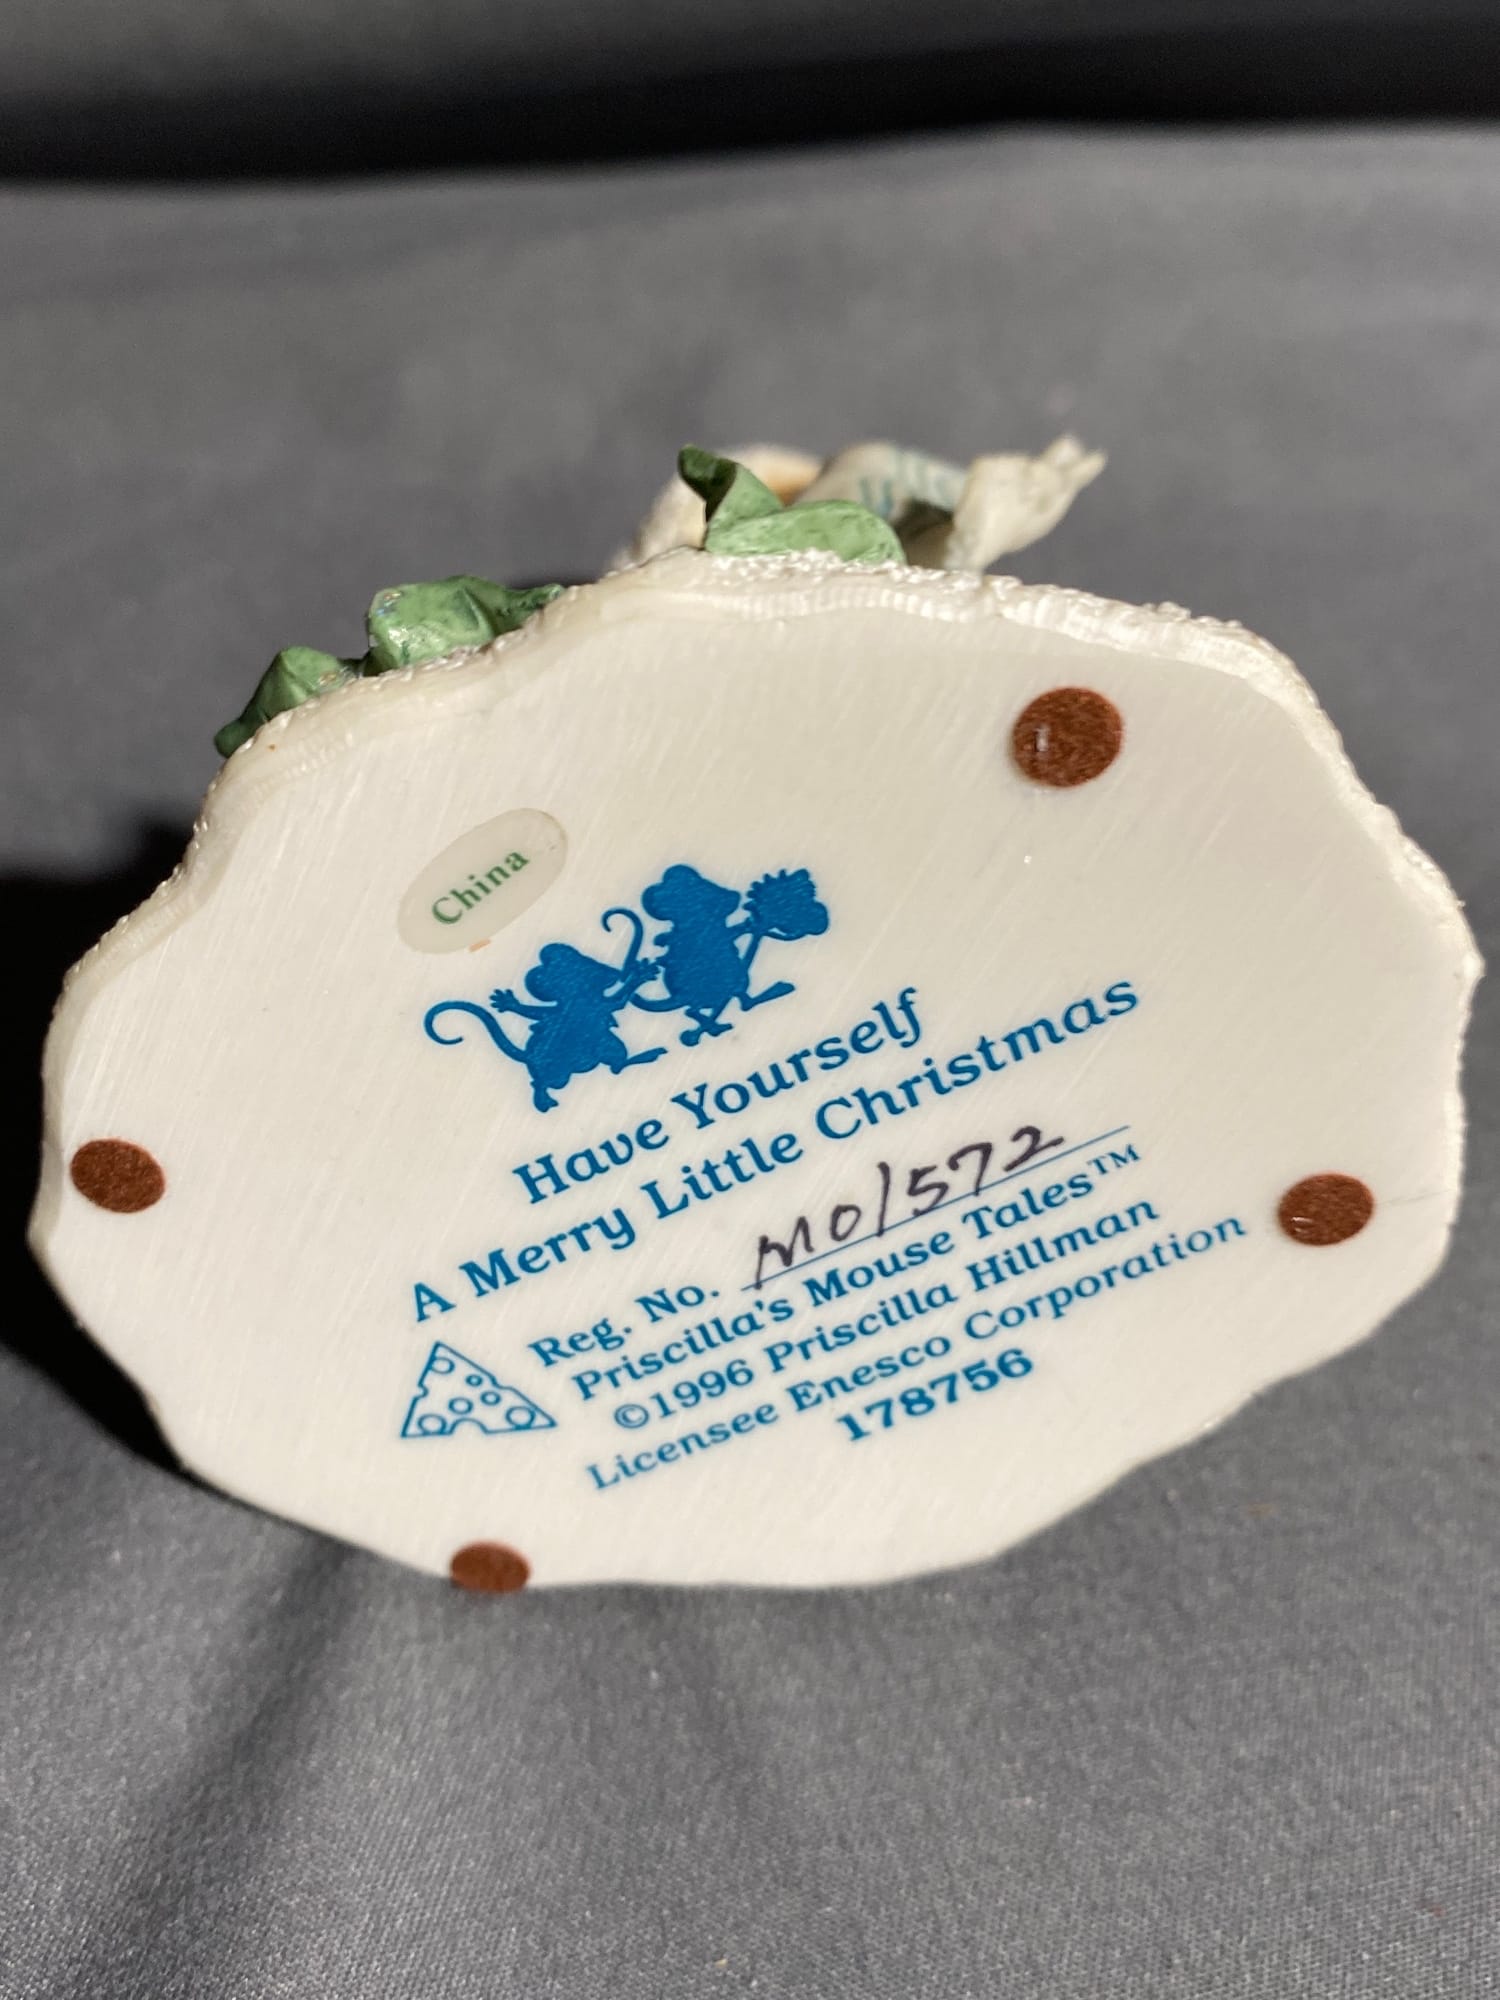 China
Have Yourself
A Merry Little Christmas
Reg. No. M0/572
Priscilla's Mouse Tales™
©1996 Priscilla Hillman
Licensee Enesco Corporation
178756